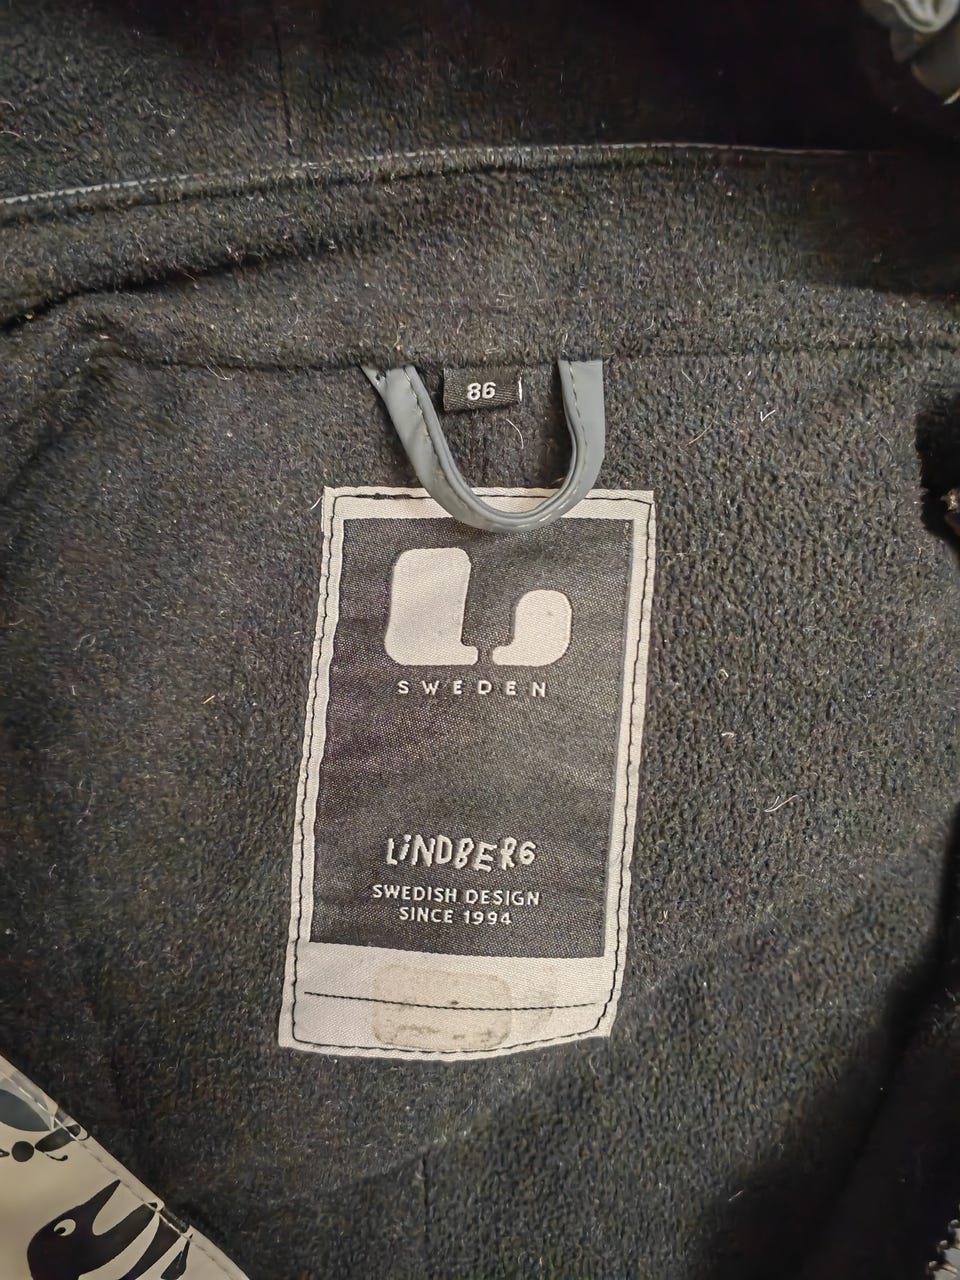 86
SWEDEN
LiNDBERG
SWEDISH DESIGN
SINCE 1994